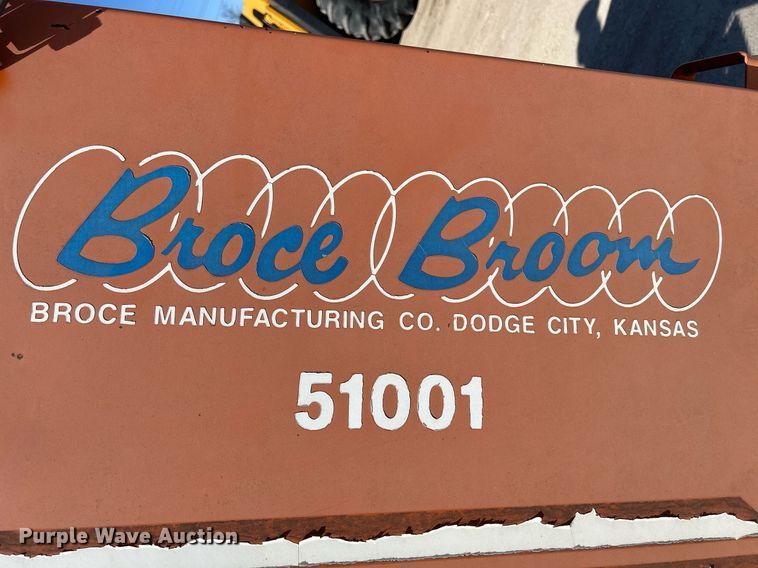 Broce Broom
BROCE MANUFACTURING CO. DODGE CITY, KANSAS
51001
Purple Wave Auction